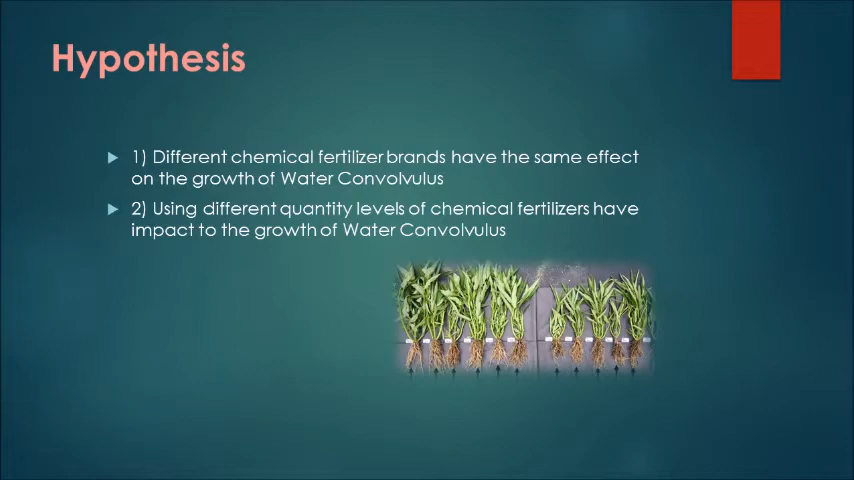 Hypothesis
1) Different chemical fertilizer brands have the same effect
on the growth of Water Convolvulus
2) Using different quantity levels of chemical fertilizers have
impact to the growth of Water Convolvulus